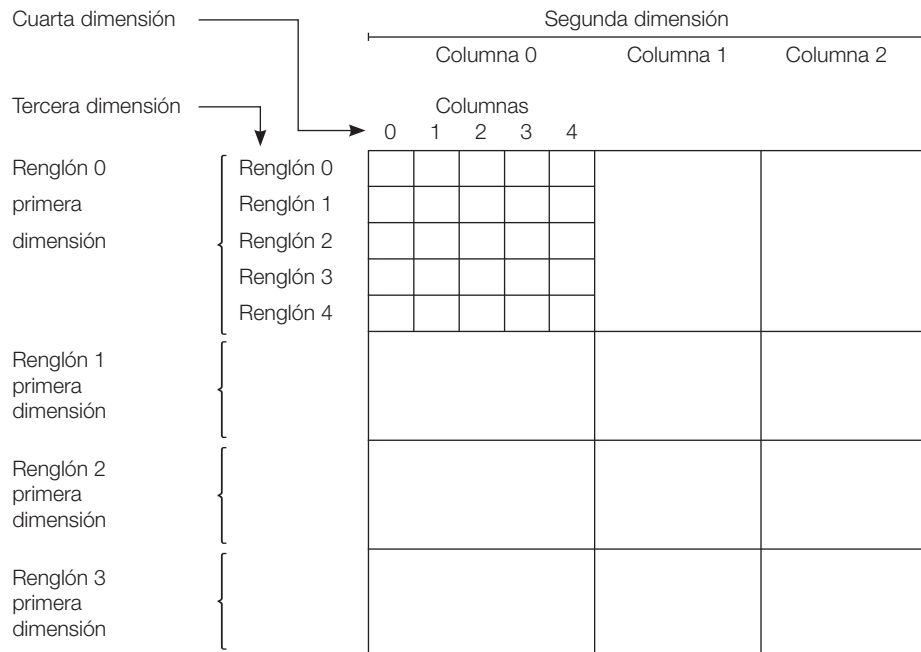 Cuarta dimensión
Segunda dimensión
Columna 0
Columna 1
Columna 2
Tercera dimensión
Columnas
0 1 2 3 4
Renglón 0
primera
dimensión
Renglón 0
Renglón 1
Renglón 2
Renglón 3
Renglón 4
Renglón 1
primera
dimensión
Renglón 2
primera
dimensión
Renglón 3
primera
dimensión